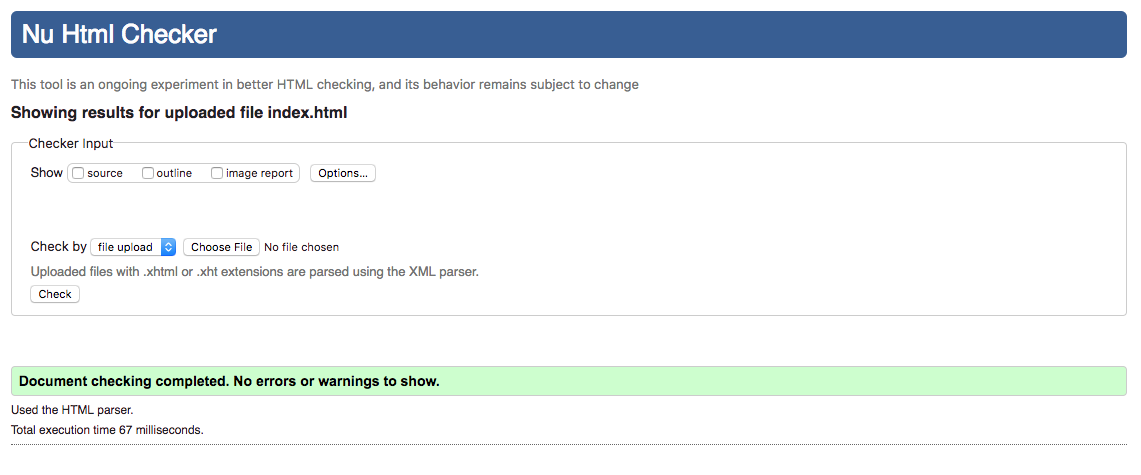 Nu Html Checker
This tool is an ongoing experiment in better HTML checking, and its behavior remains subject to change
Showing results for uploaded file index.html
Checker Input
Show source outline image report Options...
Check by file upload Choose File No file chosen
Uploaded files with .xhtml or .xht extensions are parsed using the XML parser.
Check
Document checking completed. No errors or warnings to show.
Used the HTML parser.
Total execution time 67 milliseconds.